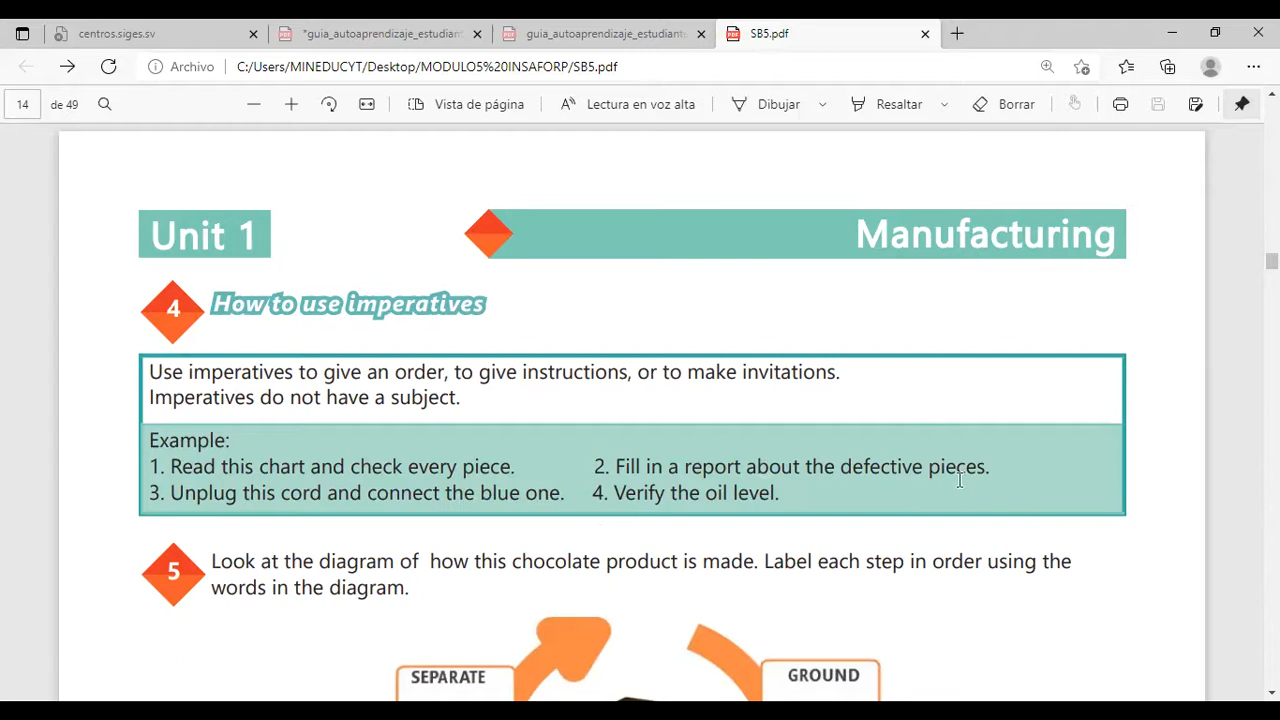 centros.siges.sv
*guia_autoaprendizaje_estudian
guia_autoaprendizaje_estudiante
SB5.pdf
Archivo C:/Users/MINEDUCYT/Desktop/MODULO5%20INSAFORP/SB5.pdf
14 de 49 Vista de página Lectura en voz alta Dibujar Resaltar Borrar
Unit 1 Manufacturing
4 How to use imperatives
Use imperatives to give an order, to give instructions, or to make invitations.
Imperatives do not have a subject.
Example:
1. Read this chart and check every piece. 2. Fill in a report about the defective pieces.
3. Unplug this cord and connect the blue one. 4. Verify the oil level.
5 Look at the diagram of how this chocolate product is made. Label each step in order using the
words in the diagram.
SEPARATE GROUND